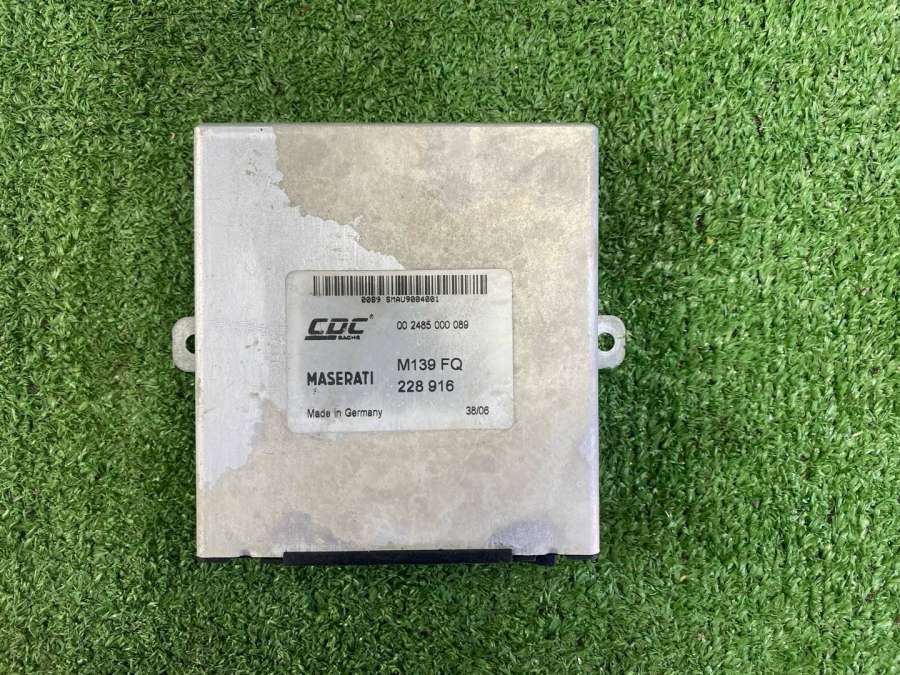 0089 SMAU9004001
CDC®
SACHS
00 2485 000 089
M139 FQ
MASERATI
228 916
Made in Germany
38/06